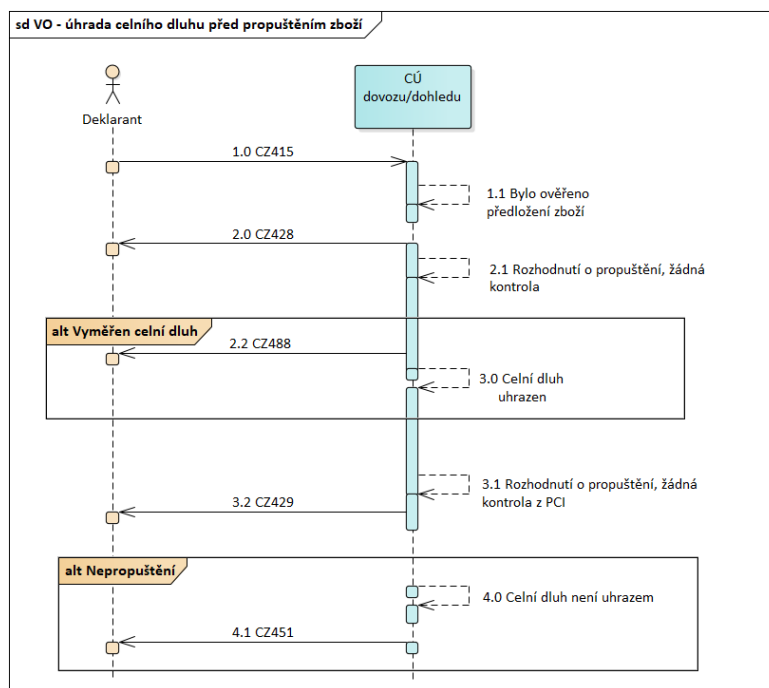 sd VO - úhrada celního dluhu před propuštěním zboží
CÚ
dovozu/dohledu
Deklarant
1.0 CZ415
1.1 Bylo ověřeno
předložení zboží
2.0 CZ428
2.1 Rozhodnutí o propuštění, žádná
kontrola
alt Vyměřen celní dluh
2.2 CZ488
3.0 Celní dluh
uhrazen
3.1 Rozhodnutí o propuštění, žádná
kontrola z PCI
3.2 CZ429
alt Nepropuštění
4.0 Celní dluh není uhrazem
4.1 CZ451